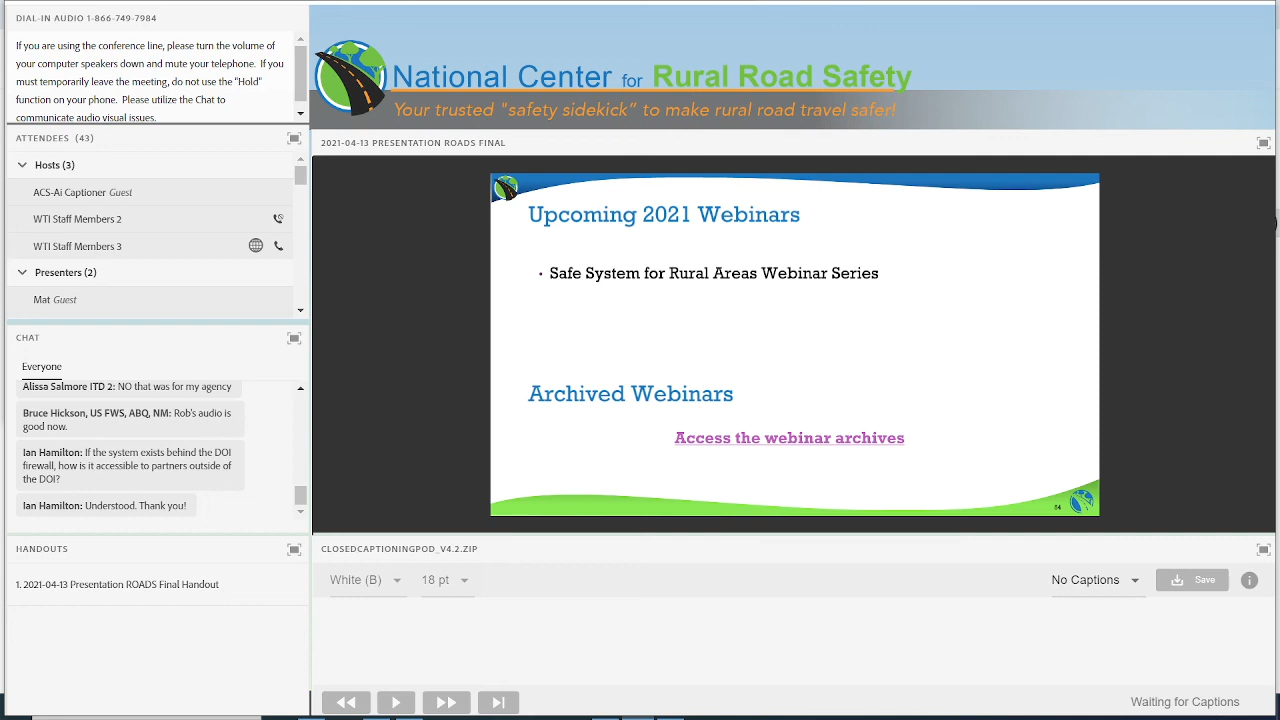 DIAL-IN AUDIO 1-866-749-7984
If you are using the conference line, please turn the volume of
your computer speakers down and mute your telephone. If you
must temporarily leave the meeting, do not use the "Hold"
function on your phone. Please utilize the Chat to
communicate audio visual issues.
ATTENDEES (43)
Hosts (3)
ACS-Ai Captioner Guest
WTI Staff Members 2
WTI Staff Members 3
Presenters (2)
Mat Guest
CHAT
Everyone
Alissa Salmore ITD 2: NO that was for my agency
Bruce Hickson, US FWS, ABQ, NM: Rob's audio is
good now.
Ian Hamilton: If the system exists behind the DOI
firewall, how is it accessible to partners outside of
the DOI?
Ian Hamilton: Understood. Thank you!
HANDOUTS
1. 2021-04-13 Presentation ROADS Final Handout
National Center for Rural Road Safety
Your trusted "safety sidekick" to make rural road travel safer!
2021-04-13 PRESENTATION ROADS FINAL
Upcoming 2021 Webinars
• Safe System for Rural Areas Webinar Series
Archived Webinars
Access the webinar archives
64
CLOSEDCAPTIONINGPOD_V4.2.ZIP
White (B)
18 pt
No Captions
Save
Waiting for Captions